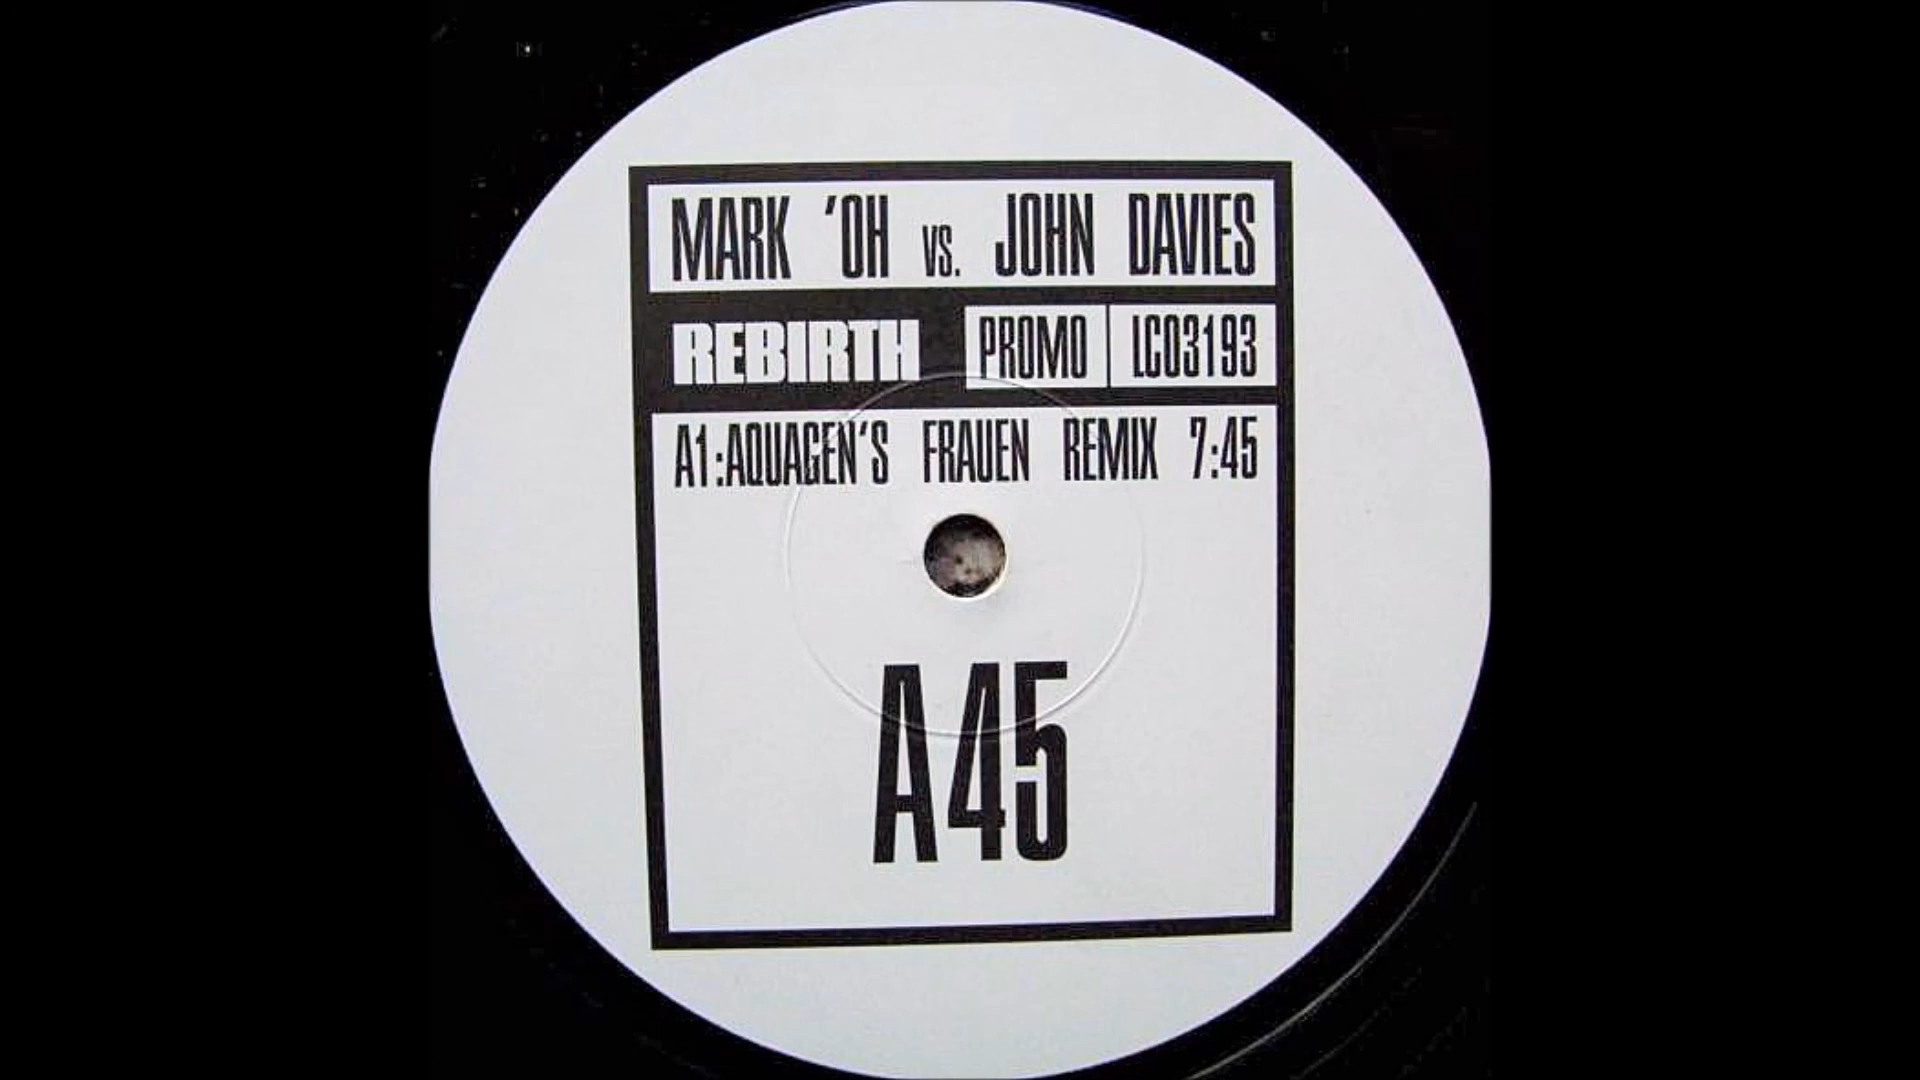 MARK 'OH VS. JOHN DAVIES
REBIRTH PROMO LC03193
A1:AQUAGEN'S FRAUEN REMIX 7:45
A45